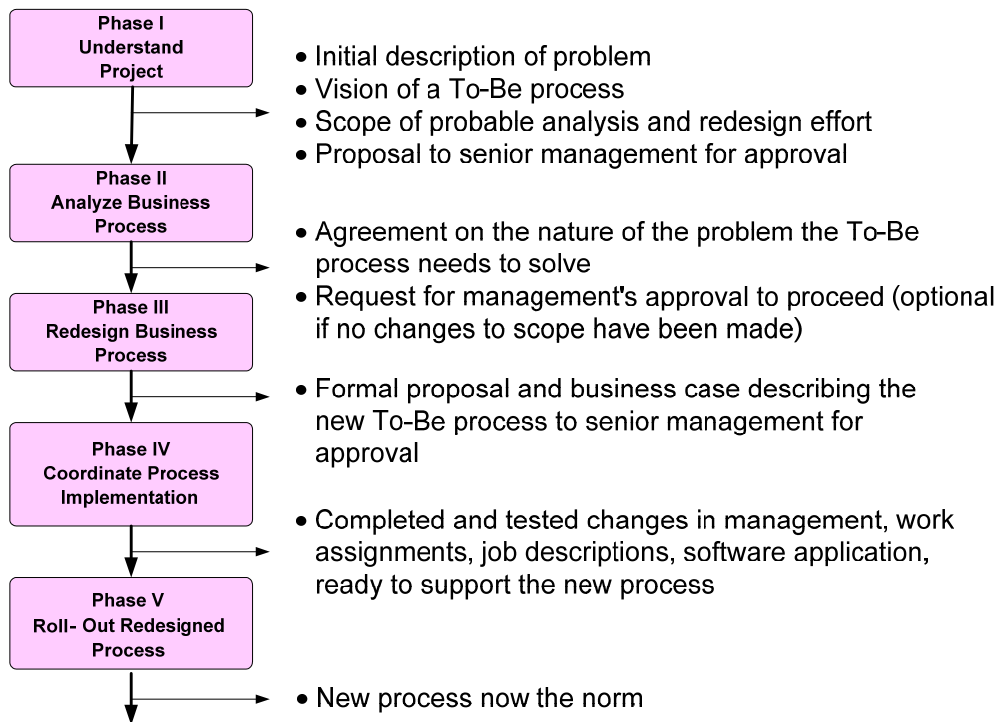 Phase I
Understand
Project
• Initial description of problem
• Vision of a To-Be process
• Scope of probable analysis and redesign effort
• Proposal to senior management for approval
Phase II
Analyze Business
Process
• Agreement on the nature of the problem the To-Be
process needs to solve
• Request for management's approval to proceed (optional
if no changes to scope have been made)
Phase III
Redesign Business
Process
• Formal proposal and business case describing the
new To-Be process to senior management for
approval
Phase IV
Coordinate Process
Implementation
• Completed and tested changes in management, work
assignments, job descriptions, software application,
ready to support the new process
Phase V
Roll- Out Redesigned
Process
• New process now the norm